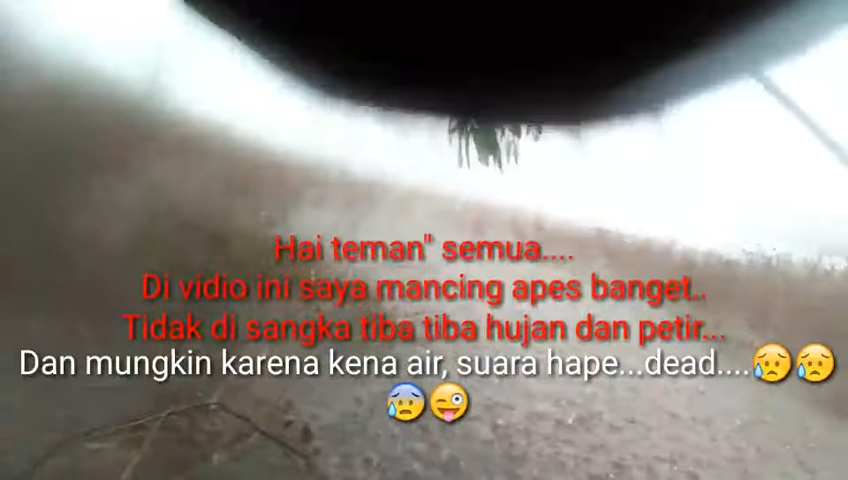 Hai teman" semua....
Di vidio ini saya mancing apes banget..
Tidak di sangka tiba tiba hujan dan petir...
Dan mungkin karena kena air, suara hape...dead....😥😥
😰😜